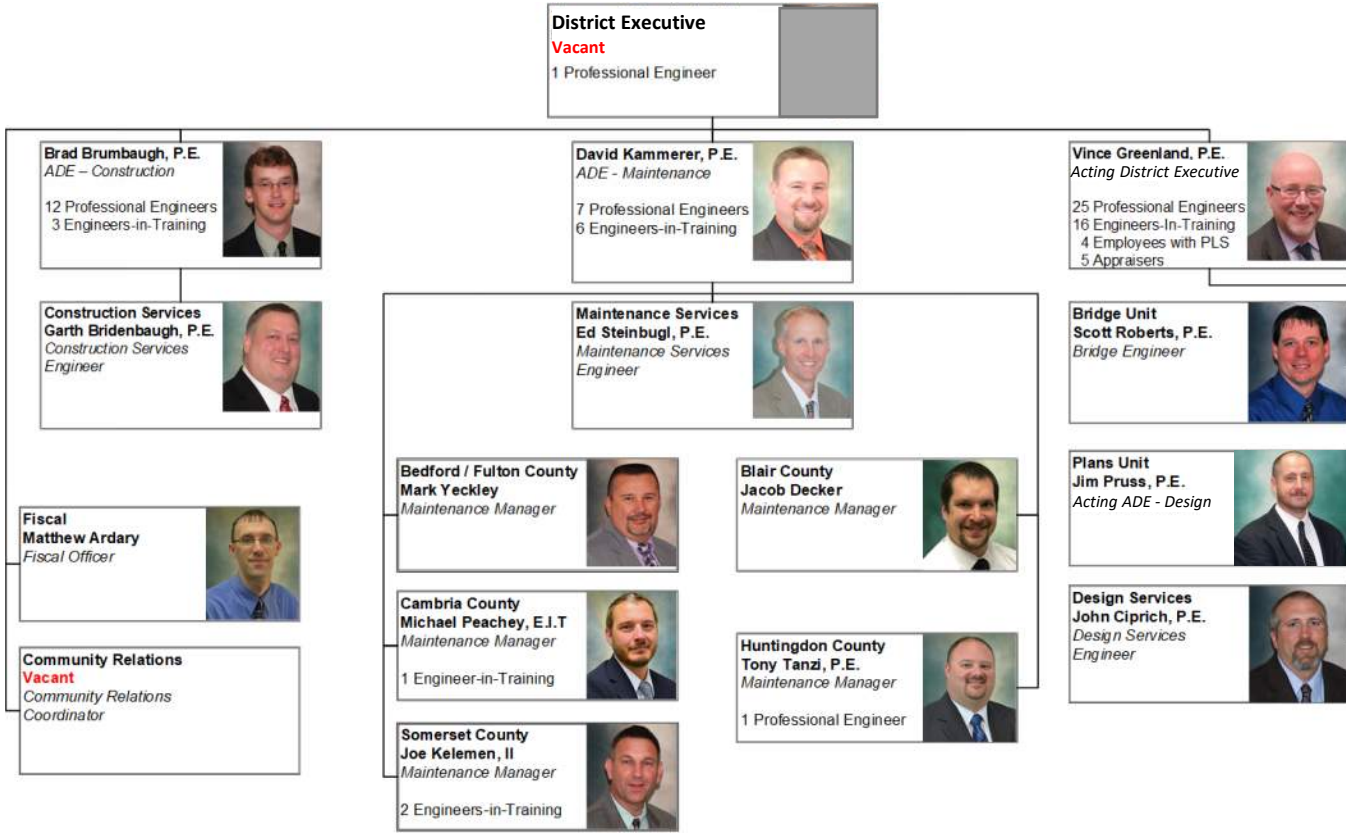 District Executive
Vacant
1 Professional Engineer
Brad Brumbaugh, P.E.
ADE – Construction
12 Professional Engineers
3 Engineers-in-Training
David Kammerer, P.E.
ADE - Maintenance
7 Professional Engineers
6 Engineers-in-Training
Vince Greenland, P.E.
Acting District Executive
25 Professional Engineers
16 Engineers-In-Training
4 Employees with PLS
5 Appraisers
Construction Services
Garth Bridenbaugh, P.E.
Construction Services
Engineer
Maintenance Services
Ed Steinbugl, P.E.
Maintenance Services
Engineer
Bridge Unit
Scott Roberts, P.E.
Bridge Engineer
Bedford / Fulton County
Mark Yeckley
Maintenance Manager
Blair County
Jacob Decker
Maintenance Manager
Plans Unit
Jim Pruss, P.E.
Acting ADE - Design
Fiscal
Matthew Ardary
Fiscal Officer
Cambria County
Michael Peachey, E.I.T
Maintenance Manager
1 Engineer-in-Training
Huntingdon County
Tony Tanzi, P.E.
Maintenance Manager
1 Professional Engineer
Design Services
John Ciprich, P.E.
Design Services
Engineer
Community Relations
Vacant
Community Relations
Coordinator
Somerset County
Joe Kelemen, II
Maintenance Manager
2 Engineers-in-Training